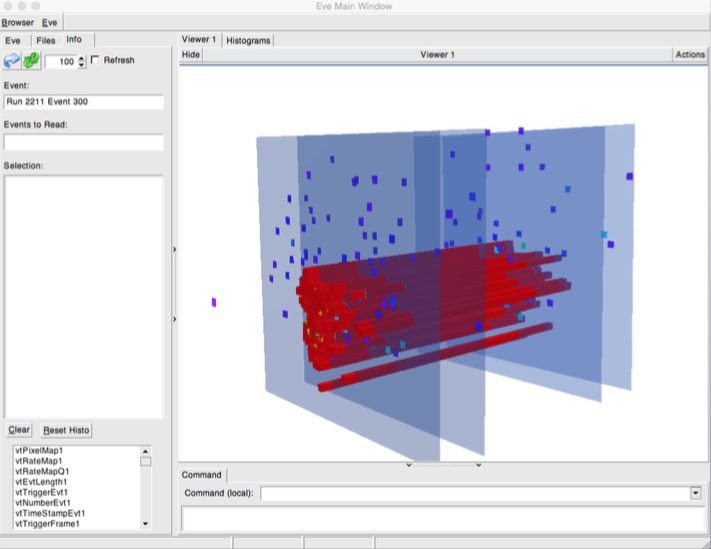 Eve Main Window
Browser Eve
Eve Files Info
100 Refresh
Event:
Run 2211 Event 300
Events to Read:
Selection:
Clear Reset Histo
vtPixelMap1
vtRateMap1
vtRateMapQ1
vtEvtLength1
vtTriggerEvt1
vtNumberEvt1
vtTimeStampEvt1
vtTriggerFrame1
Viewer 1 Histograms
Hide Viewer 1 Actions
Command
Command (local):